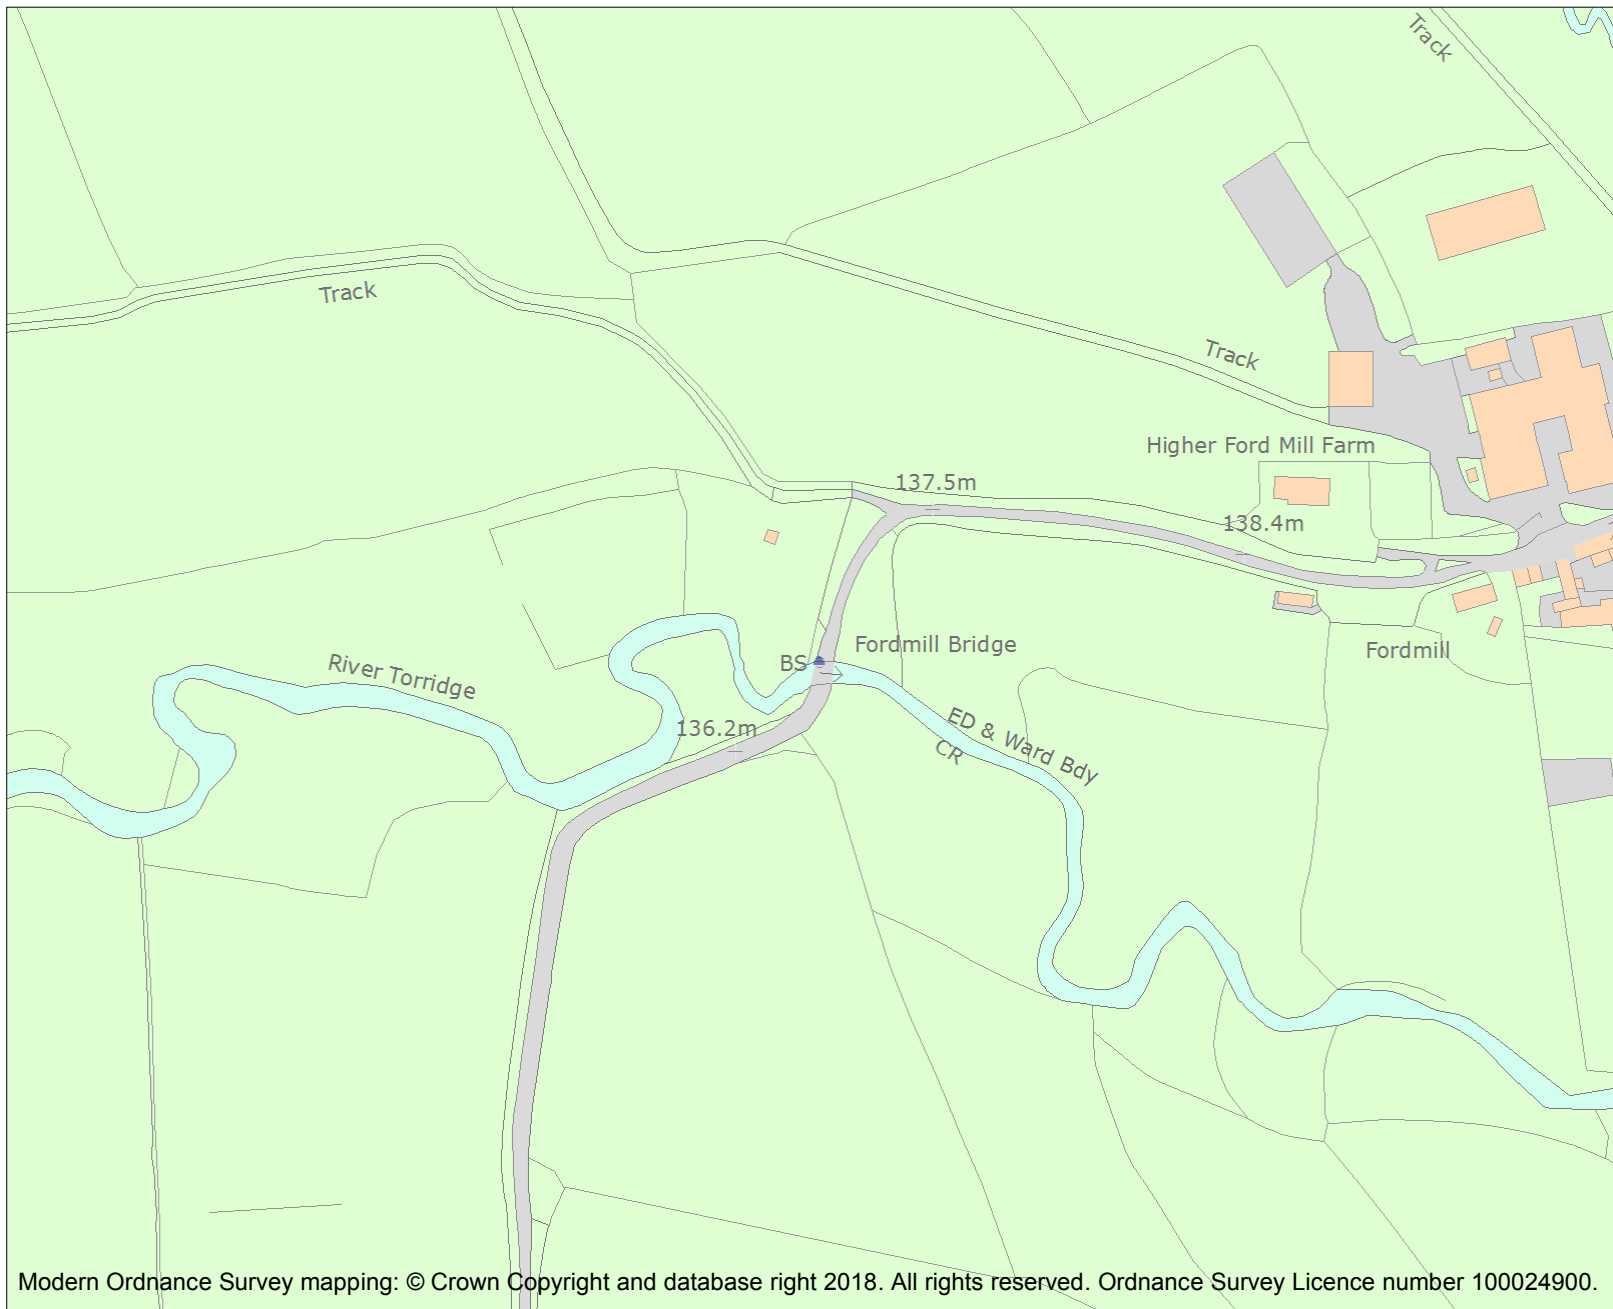 Track
Track
Track
Higher Ford Mill Farm
137.5m
138.4m
Fordmill Bridge
BS
Fordmill
River Torridge
136.2m
ED & Ward Bdy
CR
Modern Ordnance Survey mapping: © Crown Copyright and database right 2018. All rights reserved. Ordnance Survey Licence number 100024900.